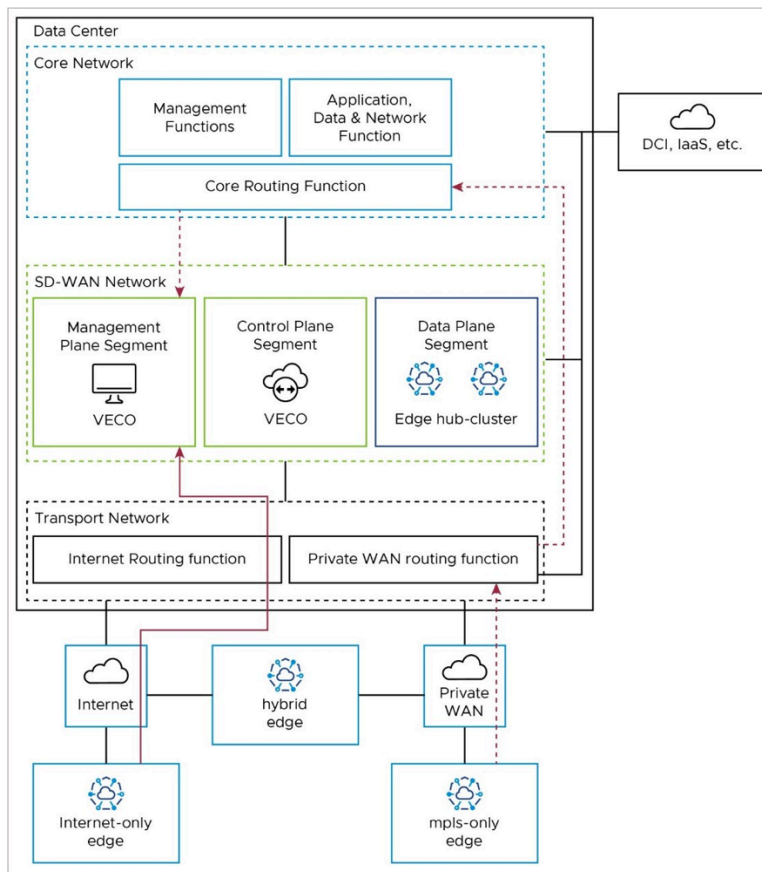 Data Center
Core Network
Management
Functions
Application,
Data & Network
Function
Core Routing Function
DCI, IaaS, etc.
SD-WAN Network
Management
Plane Segment
VECO
Control Plane
Segment
VECO
Data Plane
Segment
Edge hub-cluster
Transport Network
Internet Routing function
Private WAN routing function
Internet
hybrid
edge
Private
WAN
Internet-only
edge
mpls-only
edge